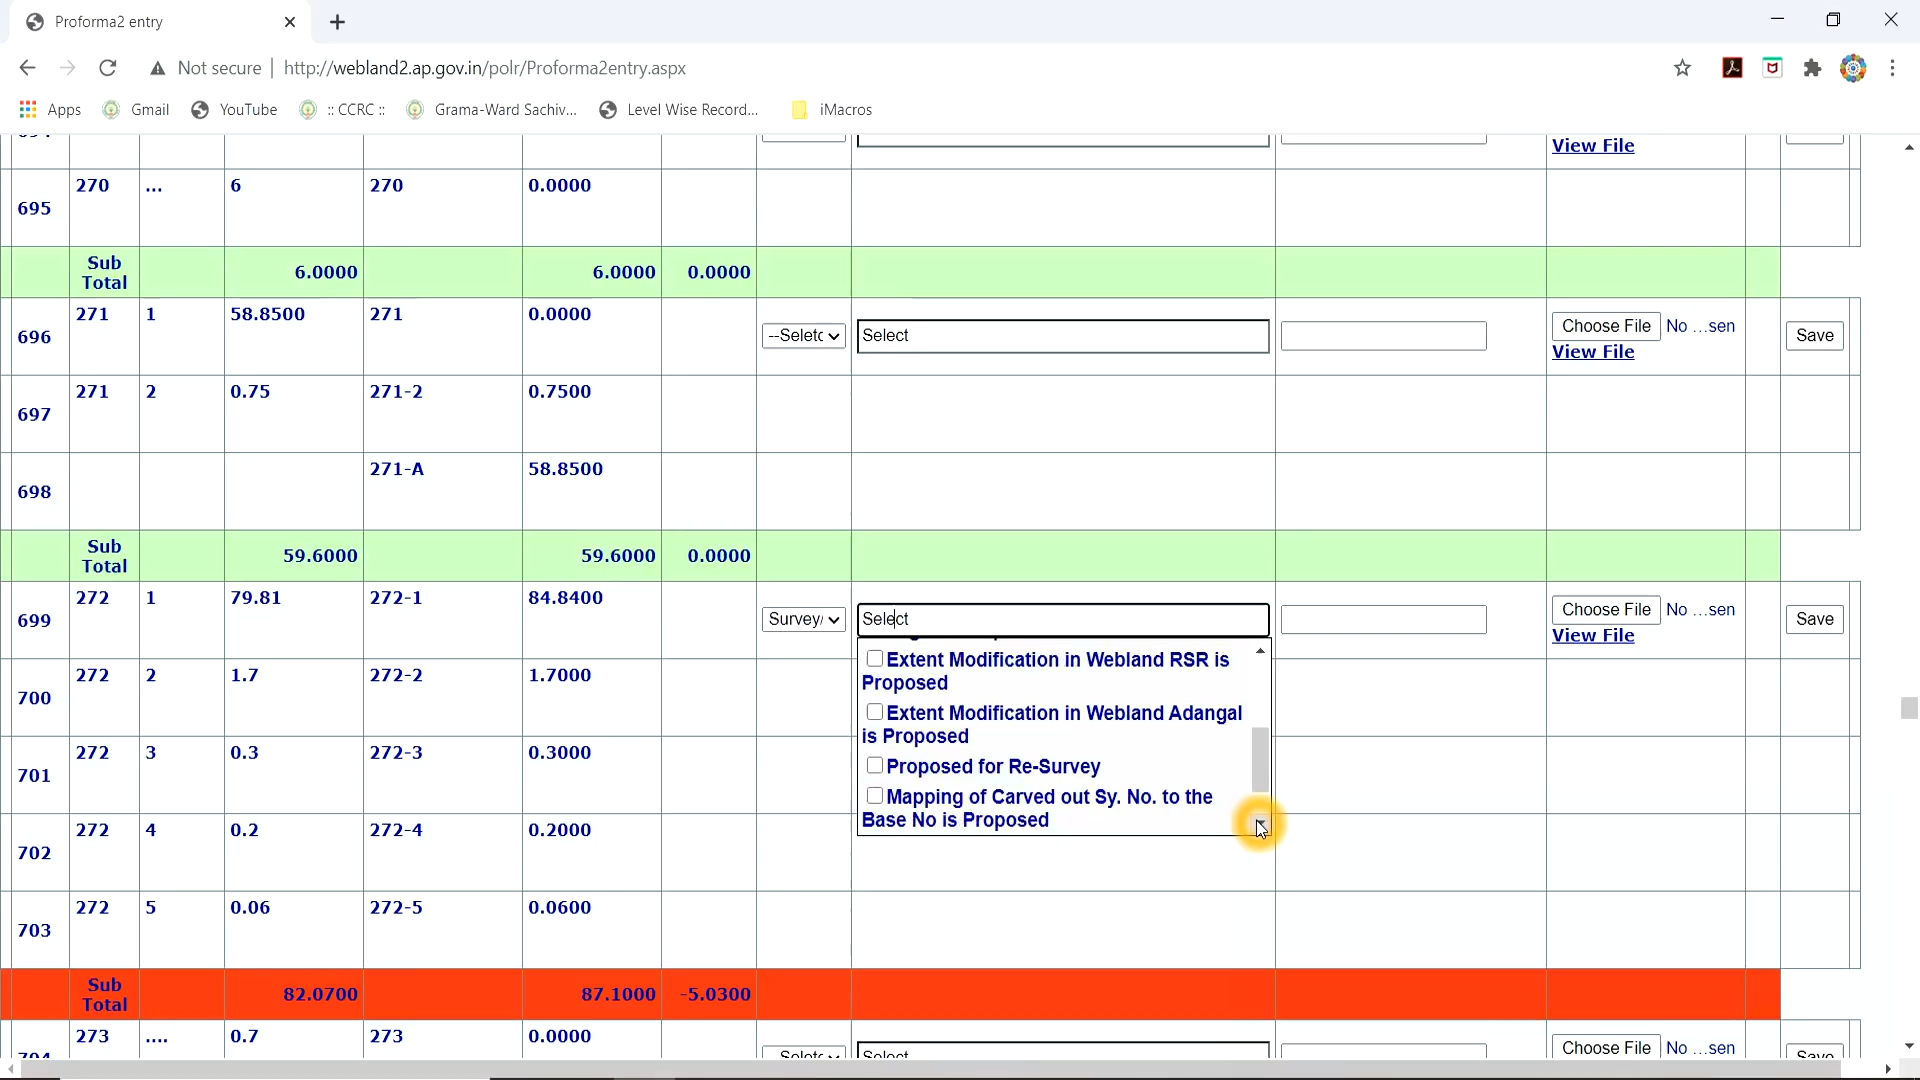 Proforma2 entry
Not secure | http://webland2.ap.gov.in/polr/Proforma2entry.aspx
Apps Gmail YouTube :: CCRC :: Grama-Ward Sachiv... Level Wise Record... iMacros
View File
695 270 ... 6 270 0.0000
Sub Total 6.0000 6.0000 0.0000
696 271 1 58.8500 271 0.0000 --Seletc Select Choose File No ...sen Save
View File
697 271 2 0.75 271-2 0.7500
698 271-A 58.8500
Sub Total 59.6000 59.6000 0.0000
699 272 1 79.81 272-1 84.8400 Survey/ Select Choose File No ...sen Save
View File
Extent Modification in Webland RSR is
Proposed
700 272 2 1.7 272-2 1.7000
Extent Modification in Webland Adangal
is Proposed
701 272 3 0.3 272-3 0.3000
Proposed for Re-Survey
Mapping of Carved out Sy. No. to the
Base No is Proposed
702 272 4 0.2 272-4 0.2000
703 272 5 0.06 272-5 0.0600
Sub Total 82.0700 87.1000 -5.0300
273 .... 0.7 273 0.0000 Choose File No ...sen